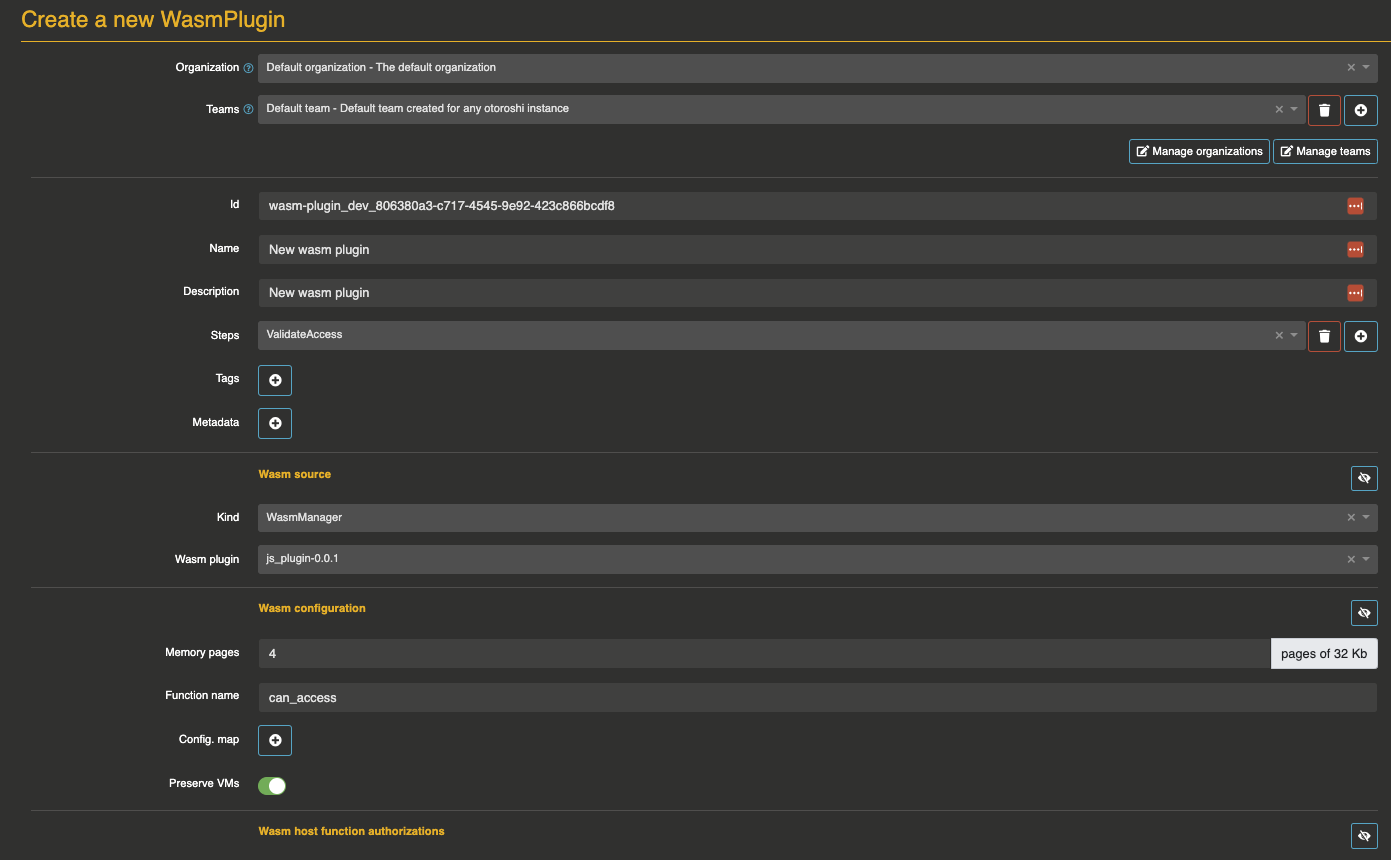 Create a new WasmPlugin
Organization Default organization - The default organization
Teams Default team - Default team created for any otoroshi instance
Manage organizations Manage teams
Id wasm-plugin_dev_806380a3-c717-4545-9e92-423c866bcdf8
Name New wasm plugin
Description New wasm plugin
Steps ValidateAccess
Tags
Metadata
Wasm source
Kind WasmManager
Wasm plugin js_plugin-0.0.1
Wasm configuration
Memory pages 4 pages of 32 Kb
Function name can_access
Config. map
Preserve VMs
Wasm host function authorizations